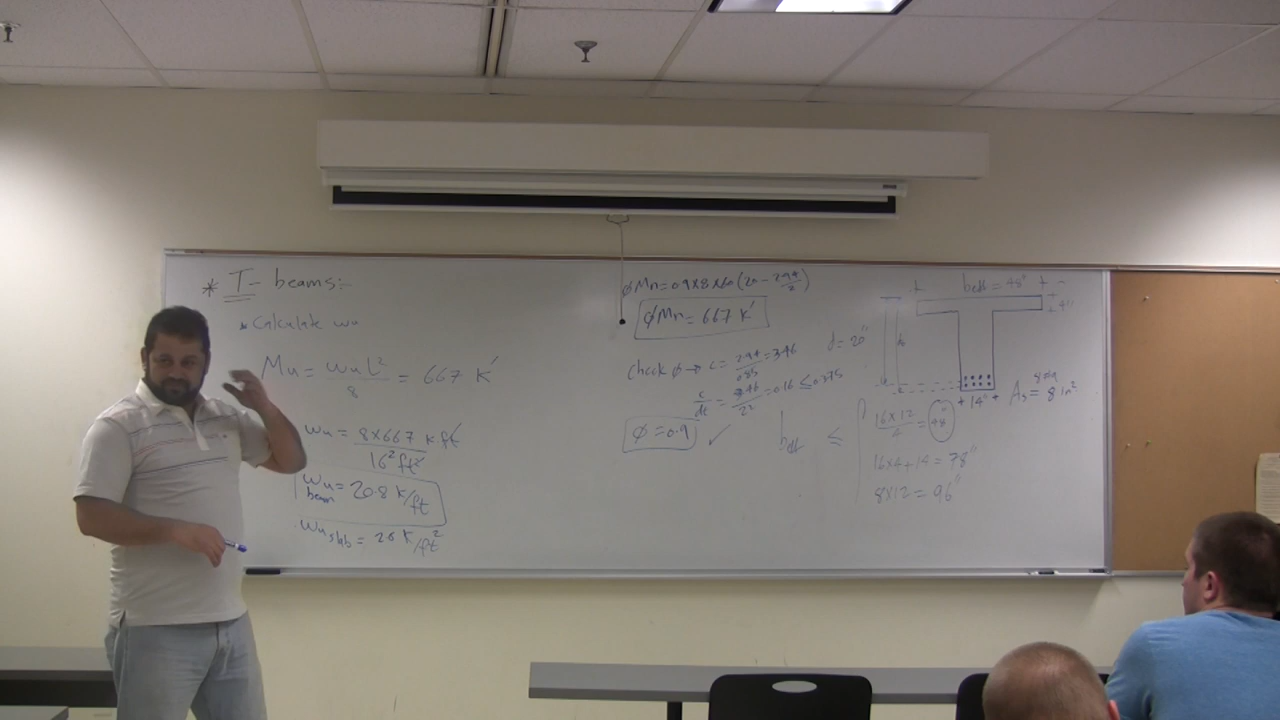 * T- beams:-
* Calculate wu
Mu = wu L² / 8 = 667 K'
wu = 8x667 K ft / 16² ft²
wu beam = 20.8 K/ft
wu slab = 2.6 K/ft²
φMn = 0.9x8x60 (20 - 2.94/2)
φMn = 667 K'
check φ → c = 2.94/0.85 = 3.46
c/dt = 3.46/22 = 0.16 ≤ 0.375
φ = 0.9 ✓
d = 20"
beff ≤
16x12/4 = 48"
16x4+14 = 78"
8x12 = 96"
beff = 48"
4"
14"
As = 8 in²